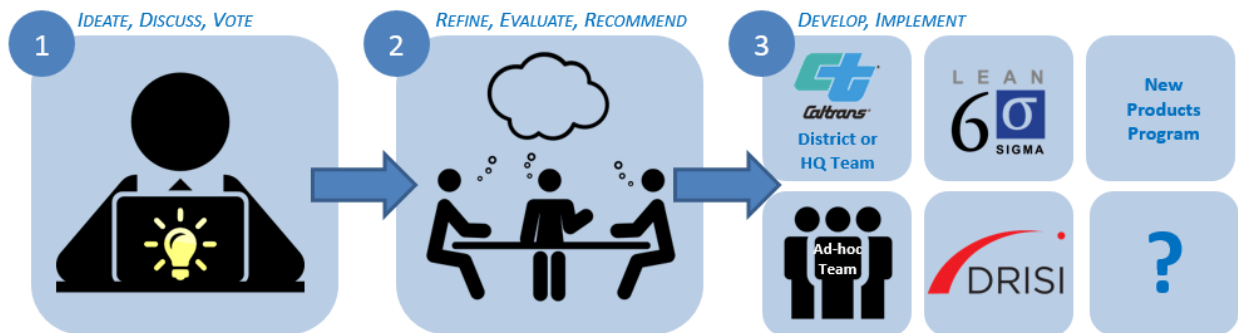 1
IDEATE, DISCUSS, VOTE
2
REFINE, EVALUATE, RECOMMEND
3
DEVELOP, IMPLEMENT
Ct
Caltrans®
District or
HQ Team
LEAN
6σ
SIGMA
New
Products
Program
Ad-hoc
Team
DRISI
?